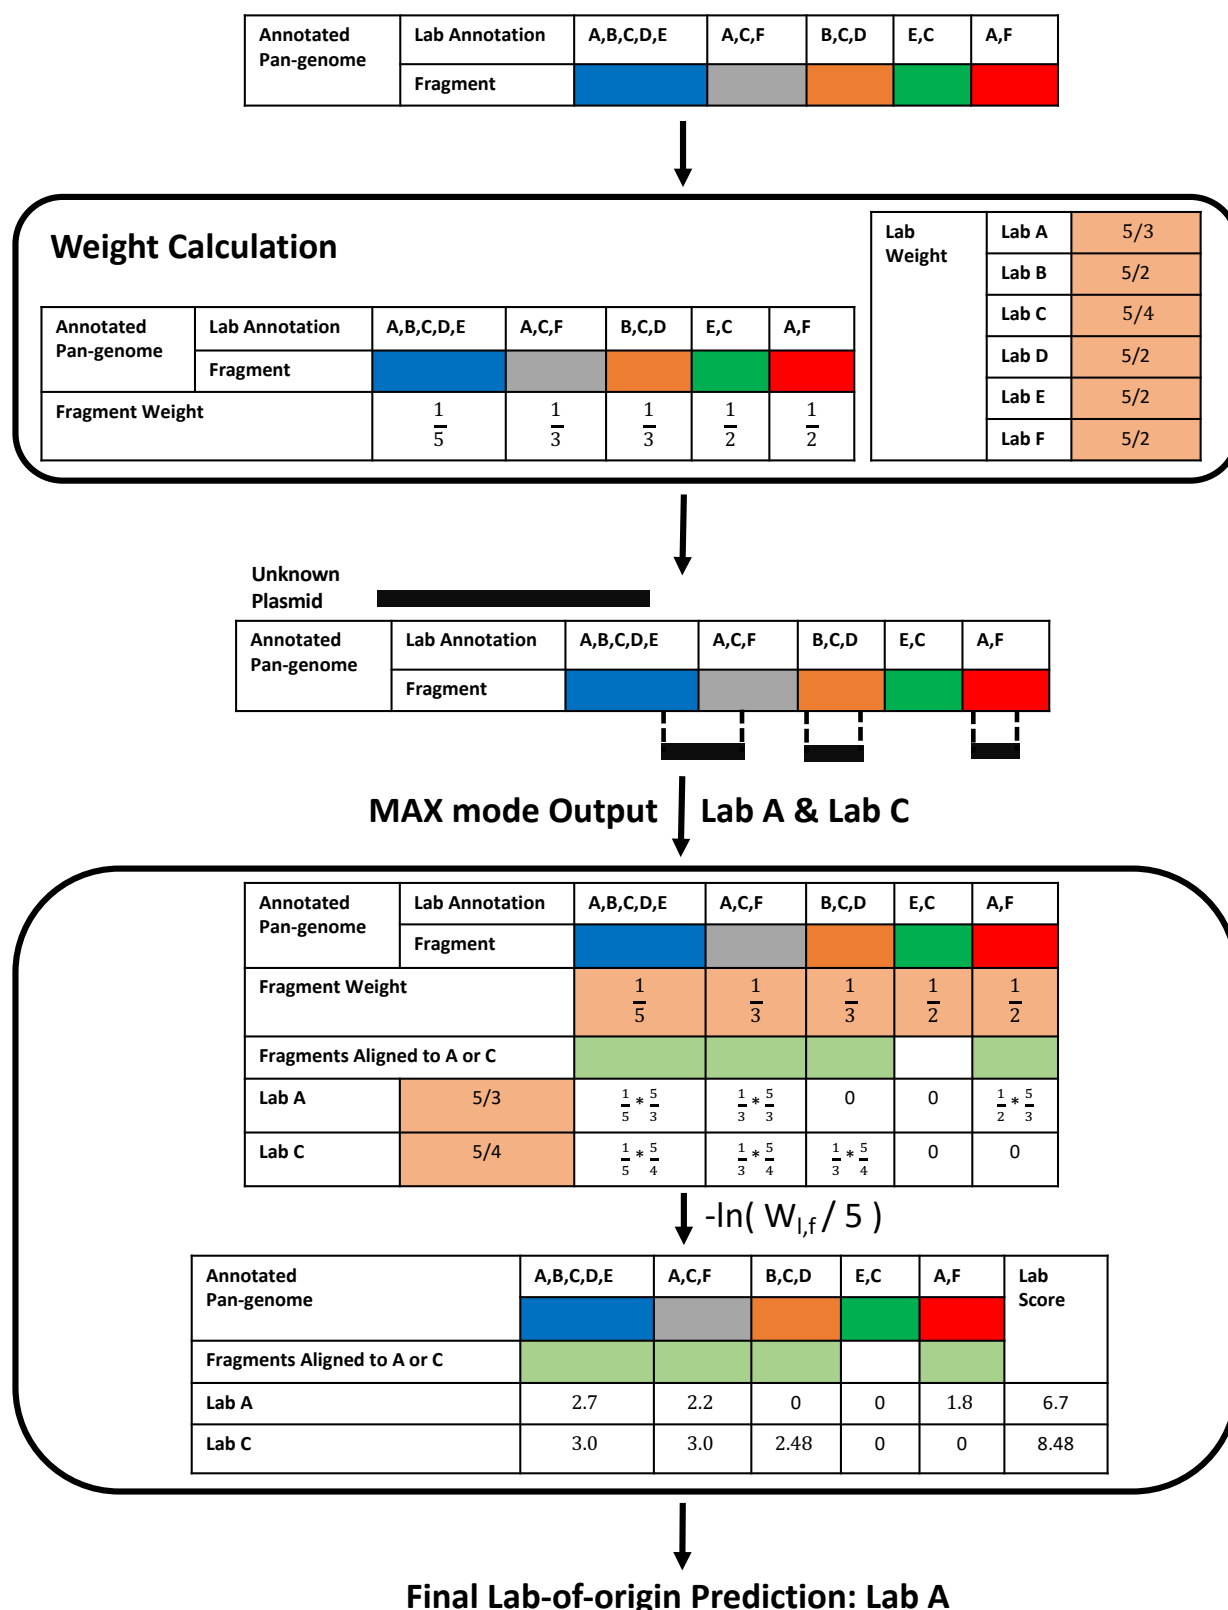 Annotated Pan-genome Lab Annotation A,B,C,D,E A,C,F B,C,D E,C A,F
Fragment
Weight Calculation
Lab Weight Lab A 5/3
Lab B 5/2
Lab C 5/4
Lab D 5/2
Lab E 5/2
Lab F 5/2
Annotated Pan-genome Lab Annotation A,B,C,D,E A,C,F B,C,D E,C A,F
Fragment
Fragment Weight 1/5 1/3 1/3 1/2 1/2
Unknown
Plasmid
Annotated Pan-genome Lab Annotation A,B,C,D,E A,C,F B,C,D E,C A,F
Fragment
MAX mode Output Lab A & Lab C
Annotated Pan-genome Lab Annotation A,B,C,D,E A,C,F B,C,D E,C A,F
Fragment
Fragment Weight 1/5 1/3 1/3 1/2 1/2
Fragments Aligned to A or C
Lab A 5/3 1/5 * 5/3 1/3 * 5/3 0 0 1/2 * 5/3
Lab C 5/4 1/5 * 5/4 1/3 * 5/4 1/3 * 5/4 0 0
-ln( W_l,f / 5 )
Annotated Pan-genome A,B,C,D,E A,C,F B,C,D E,C A,F Lab Score
Fragments Aligned to A or C
Lab A 2.7 2.2 0 0 1.8 6.7
Lab C 3.0 3.0 2.48 0 0 8.48
Final Lab-of-origin Prediction: Lab A